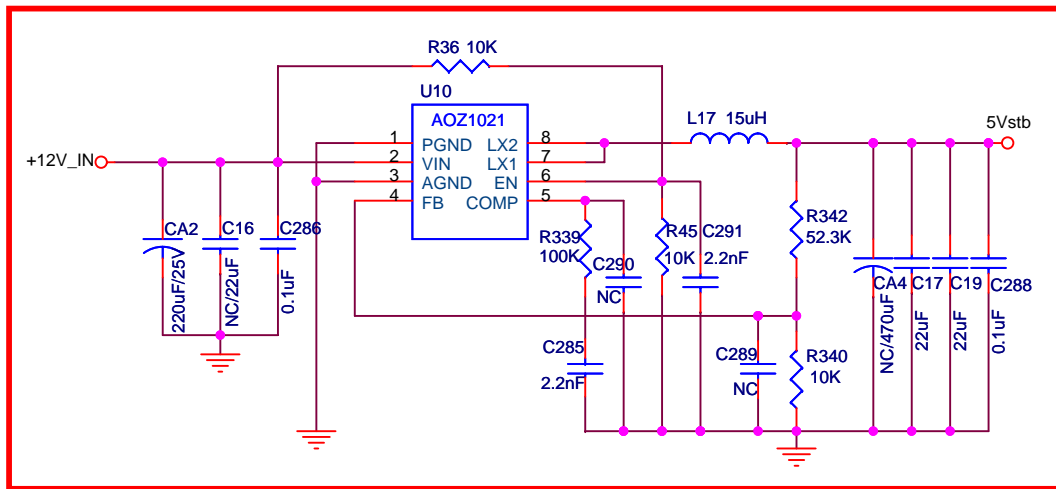 R36 10K
U10
AOZ1021
1 PGND LX2 8
2 VIN LX1 7
3 AGND EN 6
4 FB COMP 5
+12V_IN
L17 15uH
5Vstb
CA2
220uF/25V
C16
NC/22uF
C286
0.1uF
R339
100K
C290
NC
R45
10K
C291
2.2nF
R342
52.3K
CA4
NC/470uF
C17
22uF
C19
22uF
C288
0.1uF
C285
2.2nF
C289
NC
R340
10K